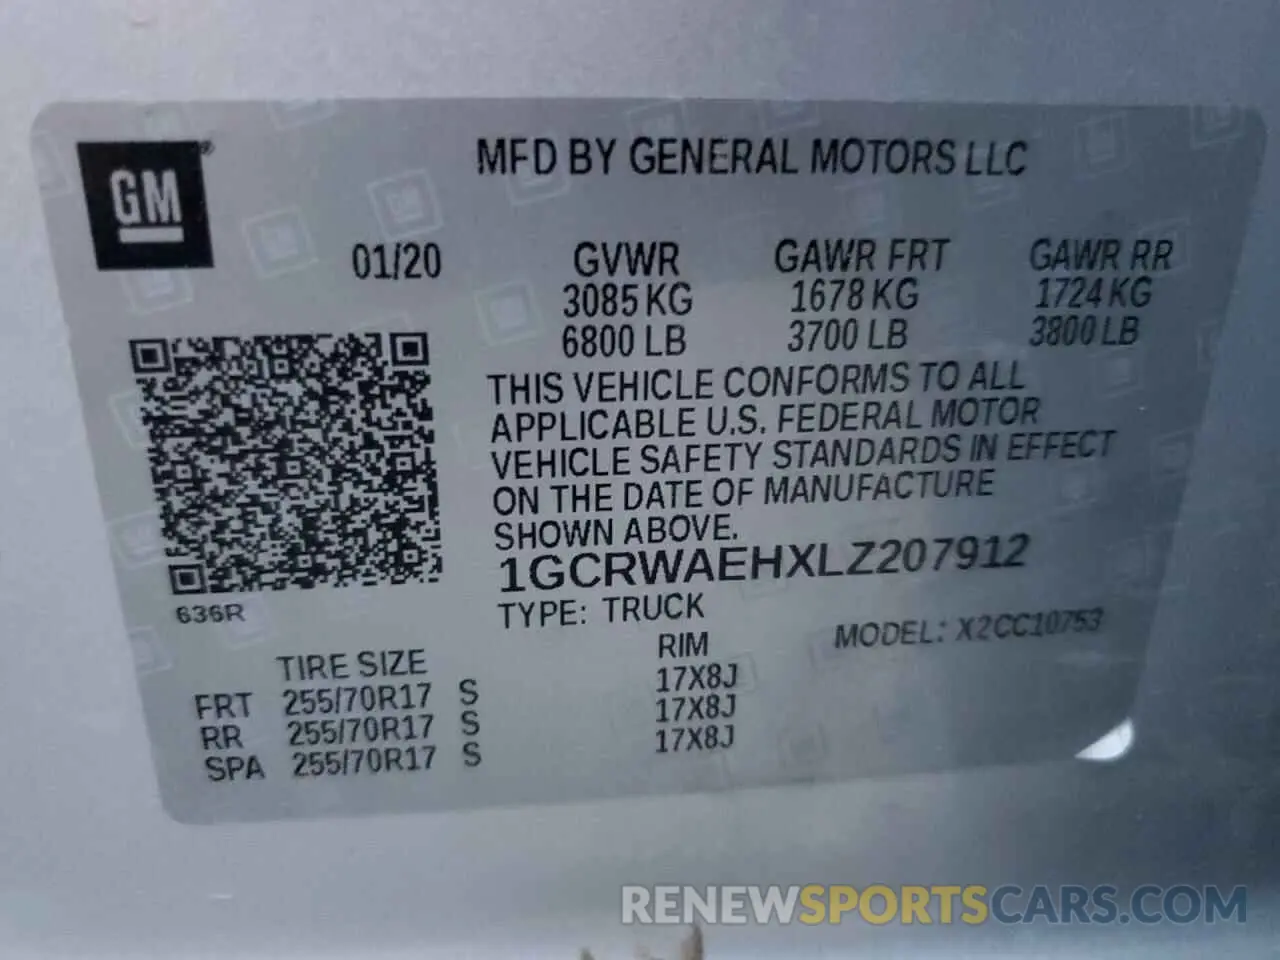 GM
MFD BY GENERAL MOTORS LLC
01/20 GVWR GAWR FRT GAWR RR
3085 KG 1678 KG 1724 KG
6800 LB 3700 LB 3800 LB
THIS VEHICLE CONFORMS TO ALL
APPLICABLE U.S. FEDERAL MOTOR
VEHICLE SAFETY STANDARDS IN EFFECT
ON THE DATE OF MANUFACTURE
SHOWN ABOVE.
1GCRWAEHXLZ207912
636R
TYPE: TRUCK
MODEL: X2CC10753
TIRE SIZE RIM
FRT 255/70R17 S 17X8J
RR 255/70R17 S 17X8J
SPA 255/70R17 S 17X8J
RENEWSPORTSCARS.COM